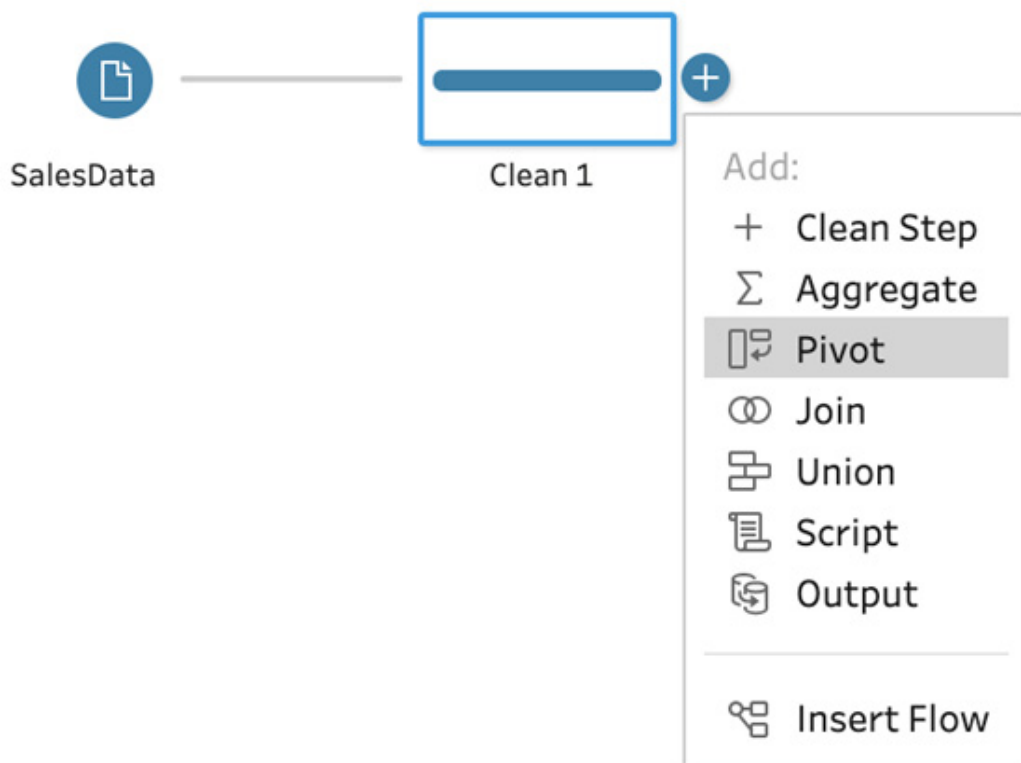 SalesData
Clean 1
Add:
Clean Step
Aggregate
Pivot
Join
Union
Script
Output
Insert Flow